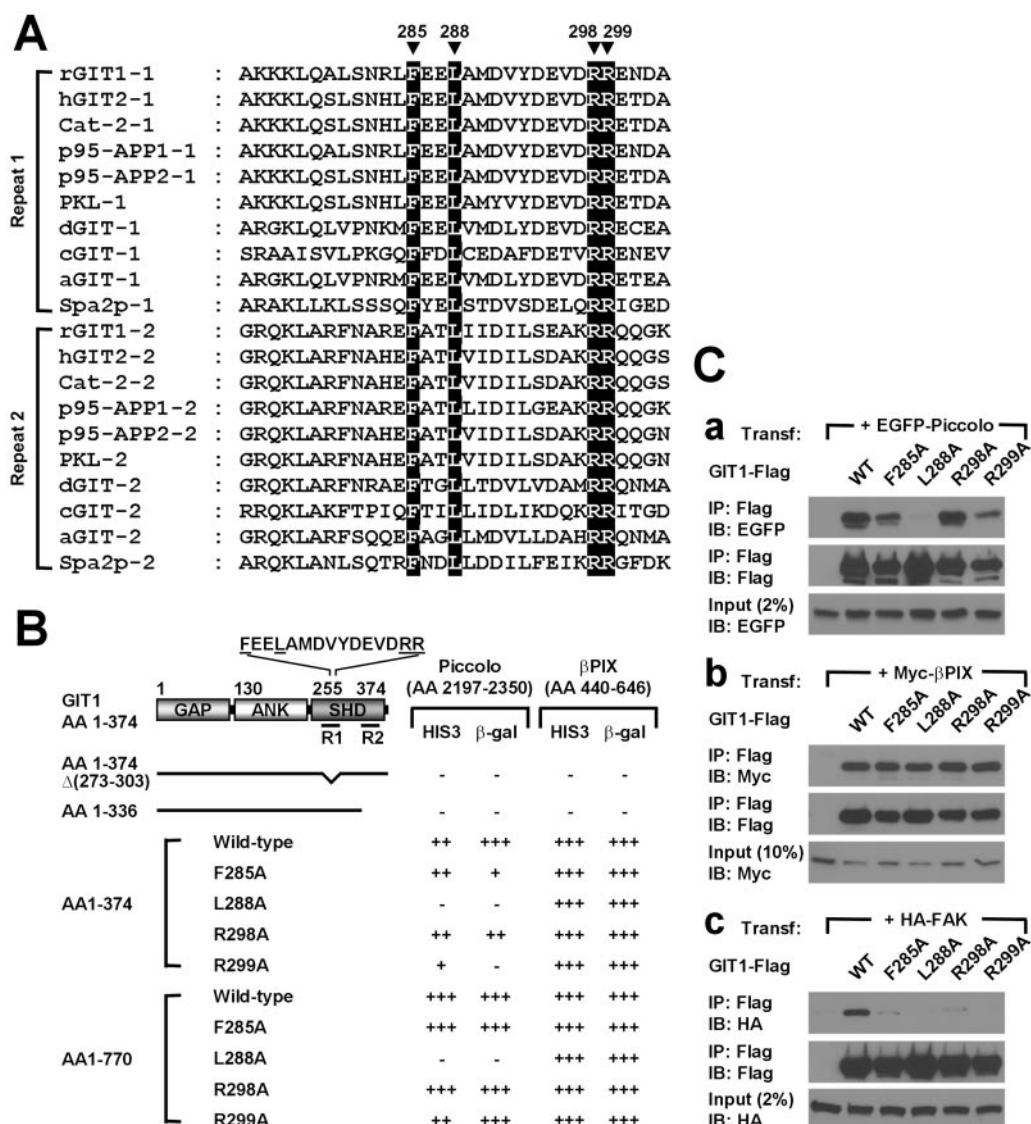 A
285 288 298 299
Repeat 1
rGIT1-1 : AKKKLQALSNRLFEELAMDVYDEVDRRENDA
hGIT2-1 : AKKKLQSLSNHLFEELAMDVYDEVDRRETDA
Cat-2-1 : AKKKLQSLSNHLFEELAMDVYDEVDRRETDA
p95-APP1-1 : AKKKLQALSNRLFEELAMDVYDEVDRRENDA
p95-APP2-1 : AKKKLQSLSNHLFEELAMDVYDEVDRRETDA
PKL-1 : AKKKLQSLSNHLFEELAMYVYDEVDRRETDA
dGIT-1 : ARGKLQLVPNKMFEELVMDLYDEVDRRECEA
cGIT-1 : SRAAISVLPKGQFFDLCEDAFDETVRRENEV
aGIT-1 : ARGKLQLVPNRMFEELVMDLYDEVDRRETEA
Spa2p-1 : ARAKLLKLSSSQFYELSTDVSDELQRRIGED
Repeat 2
rGIT1-2 : GRQKLARFNAREFATLIIDILSEAKRRQQGK
hGIT2-2 : GRQKLARFNAHEFATLVIDILSDAKRRQQGS
Cat-2-2 : GRQKLARFNAHEFATLVIDILSDAKRRQQGS
p95-APP1-2 : GRQKLARFNAREFATLLIDILGEAKRRQQGK
p95-APP2-2 : GRQKLARFNAHEFATLVIDILSDAKRRQQGN
PKL-2 : GRQKLARFNAHEFATLVIDILSDAKRRQQGN
dGIT-2 : GRQKLARFNRAEFTGLLTDVLVDAMRRQNMA
cGIT-2 : RRQKLAKFTPIQFTILLIDILKDQKRRITGD
aGIT-2 : GRQKLARFSQQEFAGLLMDVLLDAHRRQNMA
Spa2p-2 : ARQKLANLSQTRFNDLLDDILFEIKRRGFDK
B
FEELAMDVYDEVDRR
Piccolo βPIX
(AA 2197-2350) (AA 440-646)
1 130 255 374
GIT1
AA 1-374
GAP ANK SHD
R1 R2
HIS3 β-gal HIS3 β-gal
AA 1-374
Δ(273-303) - - - -
AA 1-336 - - - -
AA1-374
Wild-type ++ +++ +++ +++
F285A ++ + +++ +++
L288A - - +++ +++
R298A ++ ++ +++ +++
R299A + - +++ +++
AA1-770
Wild-type +++ +++ +++ +++
F285A +++ +++ +++ +++
L288A - - +++ +++
R298A +++ +++ +++ +++
R299A ++ +++ +++ +++
C
a Transf: + EGFP-Piccolo
GIT1-Flag WT F285A L288A R298A R299A
IP: Flag
IB: EGFP
IP: Flag
IB: Flag
Input (2%)
IB: EGFP
b Transf: + Myc-βPIX
GIT1-Flag WT F285A L288A R298A R299A
IP: Flag
IB: Myc
IP: Flag
IB: Flag
Input (10%)
IB: Myc
c Transf: + HA-FAK
GIT1-Flag WT F285A L288A R298A R299A
IP: Flag
IB: HA
IP: Flag
IB: Flag
Input (2%)
IB: HA